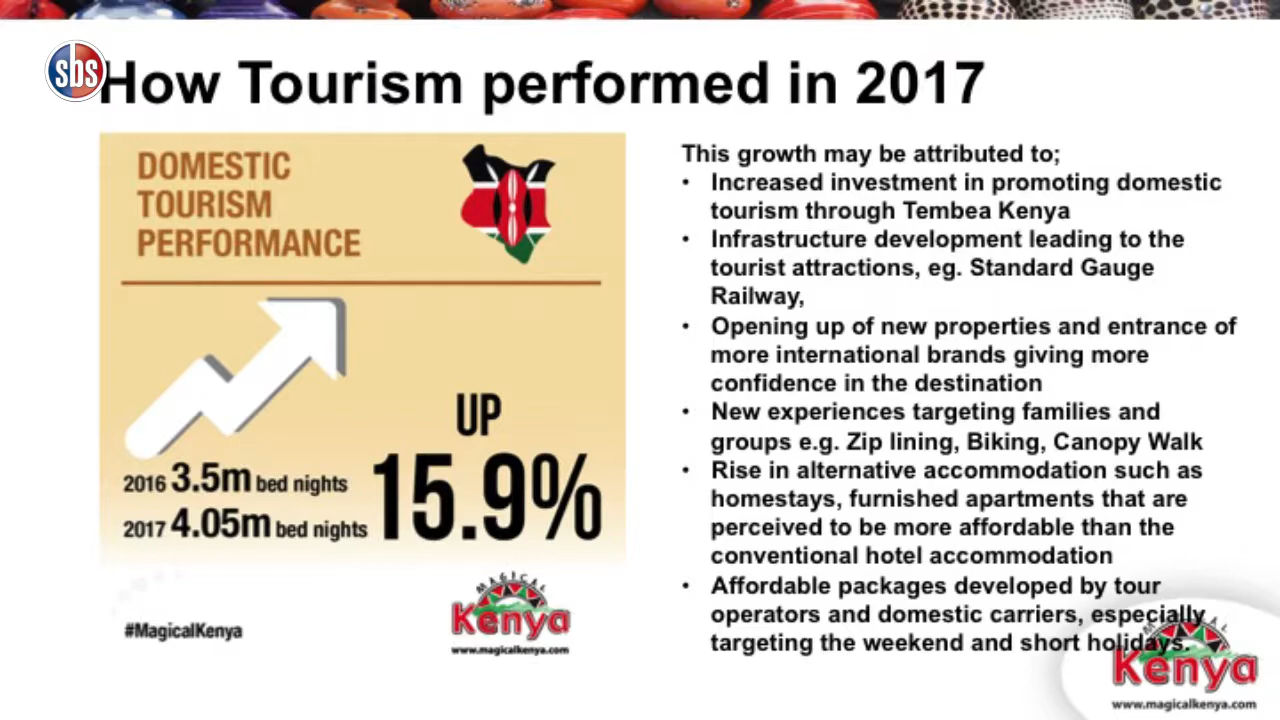 sbs
How Tourism performed in 2017
DOMESTIC
TOURISM
PERFORMANCE
UP
15.9%
2016 3.5m bed nights
2017 4.05m bed nights
#MagicalKenya
MAGICAL
Kenya
www.magicalkenya.com
This growth may be attributed to;
• Increased investment in promoting domestic
tourism through Tembea Kenya
• Infrastructure development leading to the
tourist attractions, eg. Standard Gauge
Railway,
• Opening up of new properties and entrance of
more international brands giving more
confidence in the destination
• New experiences targeting families and
groups e.g. Zip lining, Biking, Canopy Walk
• Rise in alternative accommodation such as
homestays, furnished apartments that are
perceived to be more affordable than the
conventional hotel accommodation
• Affordable packages developed by tour
operators and domestic carriers, especially
targeting the weekend and short holidays.
MAGICAL
Kenya
www.magicalkenya.com